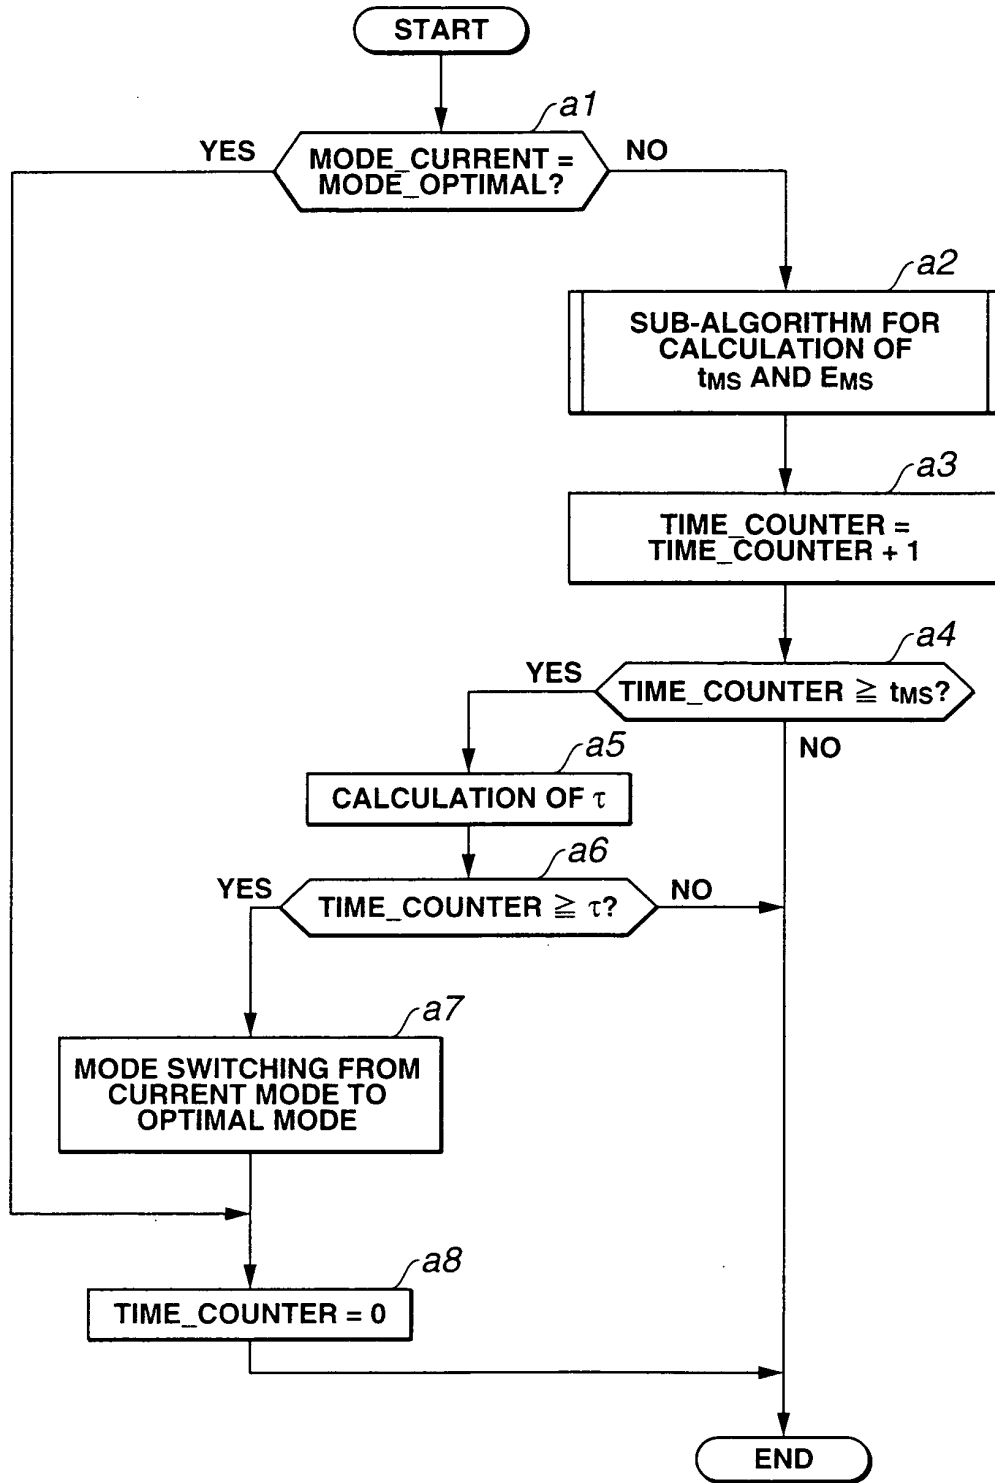 START
a1
YES
MODE_CURRENT =
MODE_OPTIMAL?
NO
a2
SUB-ALGORITHM FOR
CALCULATION OF
tMS AND EMS
a3
TIME_COUNTER =
TIME_COUNTER + 1
a4
YES
TIME_COUNTER ≧ tMS?
NO
a5
CALCULATION OF τ
a6
YES
TIME_COUNTER ≧ τ?
NO
a7
MODE SWITCHING FROM
CURRENT MODE TO
OPTIMAL MODE
a8
TIME_COUNTER = 0
END